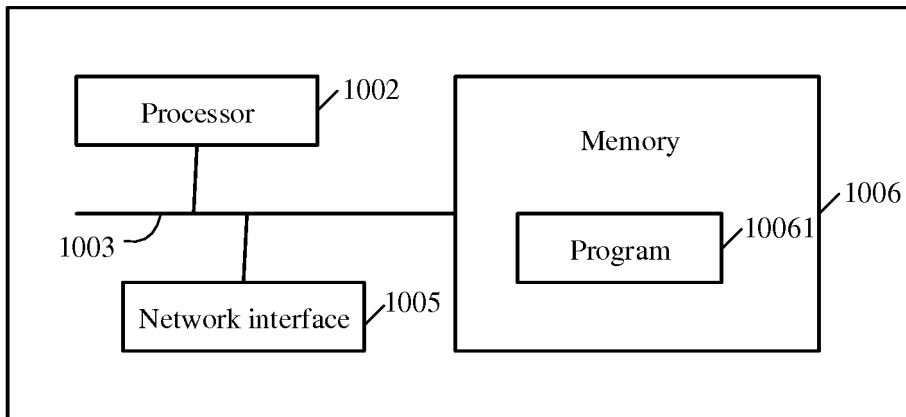 Processor
1002
Memory
1006
1003
Program
10061
Network interface
1005